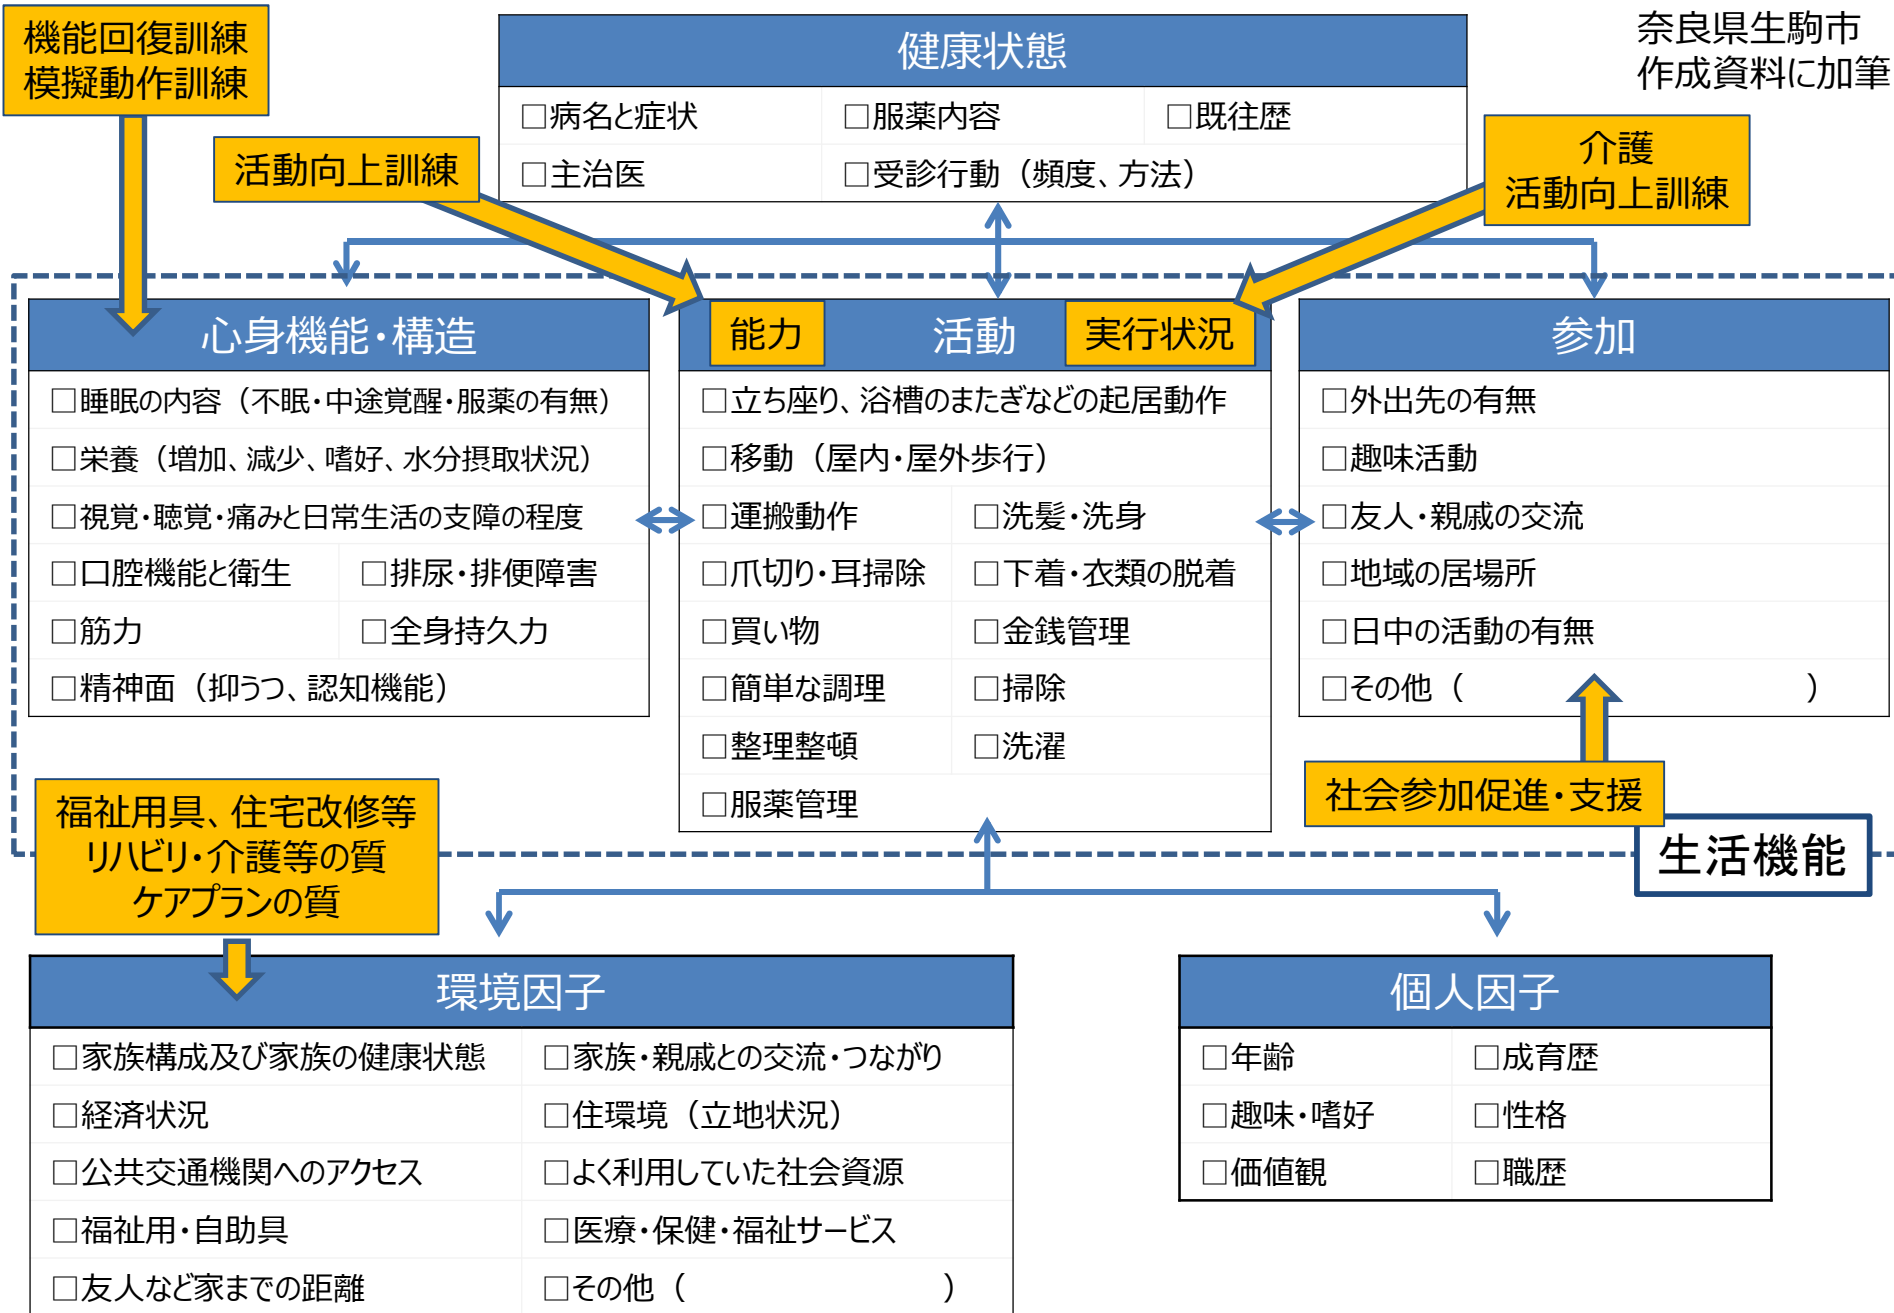 機能回復訓練
模擬動作訓練
健康状態
奈良県生駒市
作成資料に加筆
□病名と症状 □服薬内容 □既往歴
□主治医 □受診行動（頻度、方法）
活動向上訓練
介護
活動向上訓練
心身機能・構造
□睡眠の内容（不眠・中途覚醒・服薬の有無）
□栄養（増加、減少、嗜好、水分摂取状況）
□視覚・聴覚・痛みと日常生活の支障の程度
□口腔機能と衛生 □排尿・排便障害
□筋力 □全身持久力
□精神面（抑うつ、認知機能）
能力 活動 実行状況
□立ち座り、浴槽のまたぎなどの起居動作
□移動（屋内・屋外歩行）
□運搬動作 □洗髪・洗身
□爪切り・耳掃除 □下着・衣類の脱着
□買い物 □金銭管理
□簡単な調理 □掃除
□整理整頓 □洗濯
□服薬管理
参加
□外出先の有無
□趣味活動
□友人・親戚の交流
□地域の居場所
□日中の活動の有無
□その他（ ）
社会参加促進・支援
生活機能
福祉用具、住宅改修等
リハビリ・介護等の質
ケアプランの質
環境因子
□家族構成及び家族の健康状態 □家族・親戚との交流・つながり
□経済状況 □住環境（立地状況）
□公共交通機関へのアクセス □よく利用していた社会資源
□福祉用・自助具 □医療・保健・福祉サービス
□友人など家までの距離 □その他（ ）
個人因子
□年齢 □成育歴
□趣味・嗜好 □性格
□価値観 □職歴